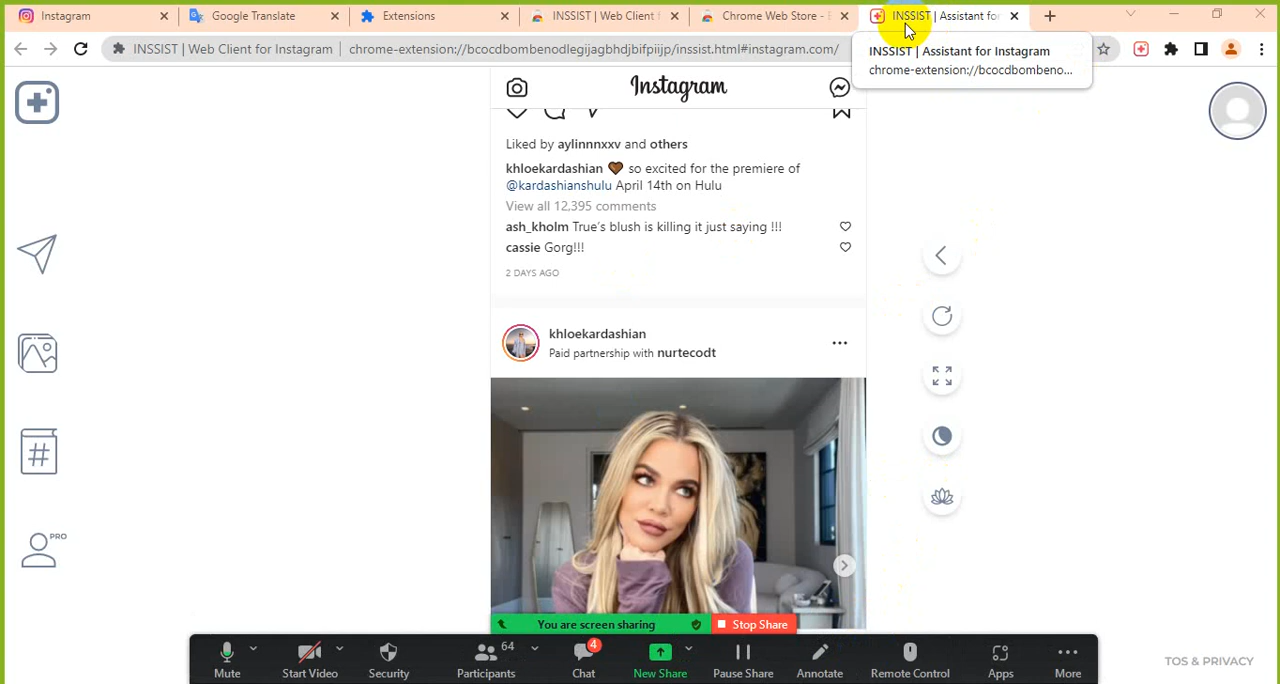 Instagram
Google Translate
Extensions
INSSIST | Web Client f
Chrome Web Store - E
INSSIST | Assistant fo
INSSIST | Web Client for Instagram | chrome-extension://bcocdbombenodlegijagbhdjbifpiijp/inssist.html#instagram.com/
INSSIST | Assistant for Instagram
chrome-extension://bcocdbombeno...
Instagram
Liked by aylinnnxxv and others
khloekardashian 🤎 so excited for the premiere of
@kardashianshulu April 14th on Hulu
View all 12,395 comments
ash_kholm True's blush is killing it just saying !!!
cassie Gorg!!!
2 DAYS AGO
khloekardashian
Paid partnership with nurtecodt
PRO
You are screen sharing
Stop Share
64
4
Mute
Start Video
Security
Participants
Chat
New Share
Pause Share
Annotate
Remote Control
Apps
More
TOS & PRIVACY